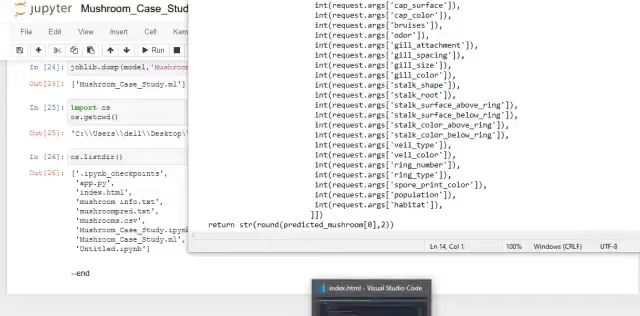 jupyter Mushroom_Case_Stud
File Edit View Inse Cell Kern
Run
In [24]: joblib.dump(model,'Mushroom
Out[24]: ['Mushroom_Case_Study.ml']
In [25]: import os
os.getcwd()
Out[25]: 'C:\\Users\\dell\\Desktop\
In [26]: os.listdir()
Out[26]: ['.ipynb_checkpoints',
'app.py',
'index.html',
'mushroom info.txt',
'mushroompred.txt',
'mushrooms.csv',
'Mushroom_Case_Study.ipynb
'Mushroom_Case_Study.ml',
'Untitled.ipynb']
--end
int(request.args['cap_surface']),
int(request.args['cap_color']),
int(request.args['bruises']),
int(request.args['odor']),
int(request.args['gill_attachment']),
int(request.args['gill_spacing']),
int(request.args['gill_size']),
int(request.args['gill_color']),
int(request.args['stalk_shape']),
int(request.args['stalk_root']),
int(request.args['stalk_surface_above_ring']),
int(request.args['stalk_surface_below_ring']),
int(request.args['stalk_color_above_ring']),
int(request.args['stalk_color_below_ring']),
int(request.args['veil_type']),
int(request.args['veil_color']),
int(request.args['ring_number']),
int(request.args['ring_type']),
int(request.args['spore_print_color']),
int(request.args['population']),
int(request.args['habitat']),
]])
return str(round(predicted_mushroom[0],2))
Ln 14, Col 1 100% Windows (CRLF) UTF-8
index.html - Visual Studio Code